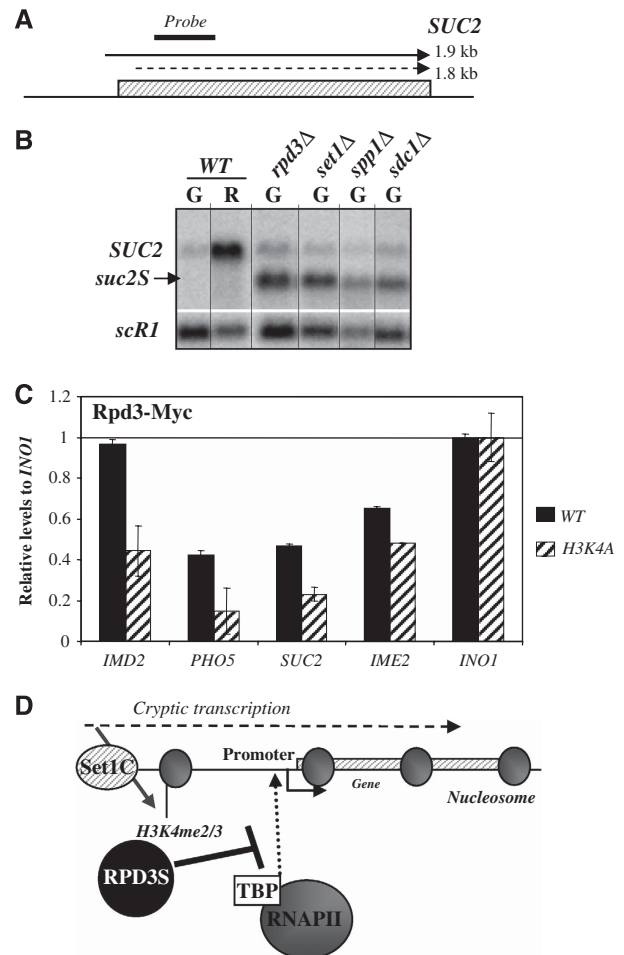 A
Probe
SUC2
1.9 kb
1.8 kb
B
WT
rpd3Δ
set1Δ
spp1Δ
sdc1Δ
G R G G G G
SUC2
suc2S
scR1
C
Rpd3-Myc
Relative levels to INO1
1.2
1
0.8
0.6
0.4
0.2
0
IMD2 PHO5 SUC2 IME2 INO1
WT
H3K4A
D
Cryptic transcription
Set1C
Promoter
Gene
Nucleosome
H3K4me2/3
RPD3S
TBP
RNAPII